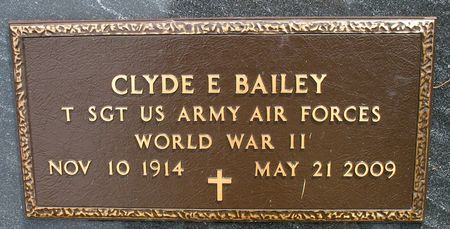 CLYDE E BAILEY
T SGT US ARMY AIR FORCES
WORLD WAR II
NOV 10 1914 MAY 21 2009